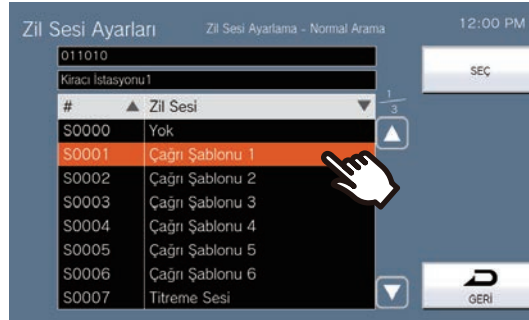 Zil Sesi Ayarları Zil Sesi Ayarlama - Normal Arama 12:00 PM
011010
Kiracı İstasyonu1
SEÇ
# ▲ Zil Sesi ▼ 1/3
S0000 Yok
S0001 Çağrı Şablonu 1
S0002 Çağrı Şablonu 2
S0003 Çağrı Şablonu 3
S0004 Çağrı Şablonu 4
S0005 Çağrı Şablonu 5
S0006 Çağrı Şablonu 6
S0007 Titreme Sesi
GERİ